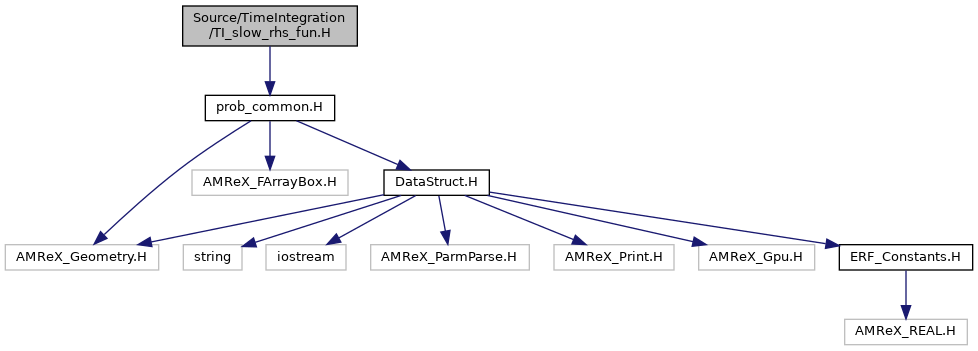 Source/TimeIntegration
/TI_slow_rhs_fun.H
prob_common.H
AMReX_FArrayBox.H
DataStruct.H
AMReX_Geometry.H
string
iostream
AMReX_ParmParse.H
AMReX_Print.H
AMReX_Gpu.H
ERF_Constants.H
AMReX_REAL.H